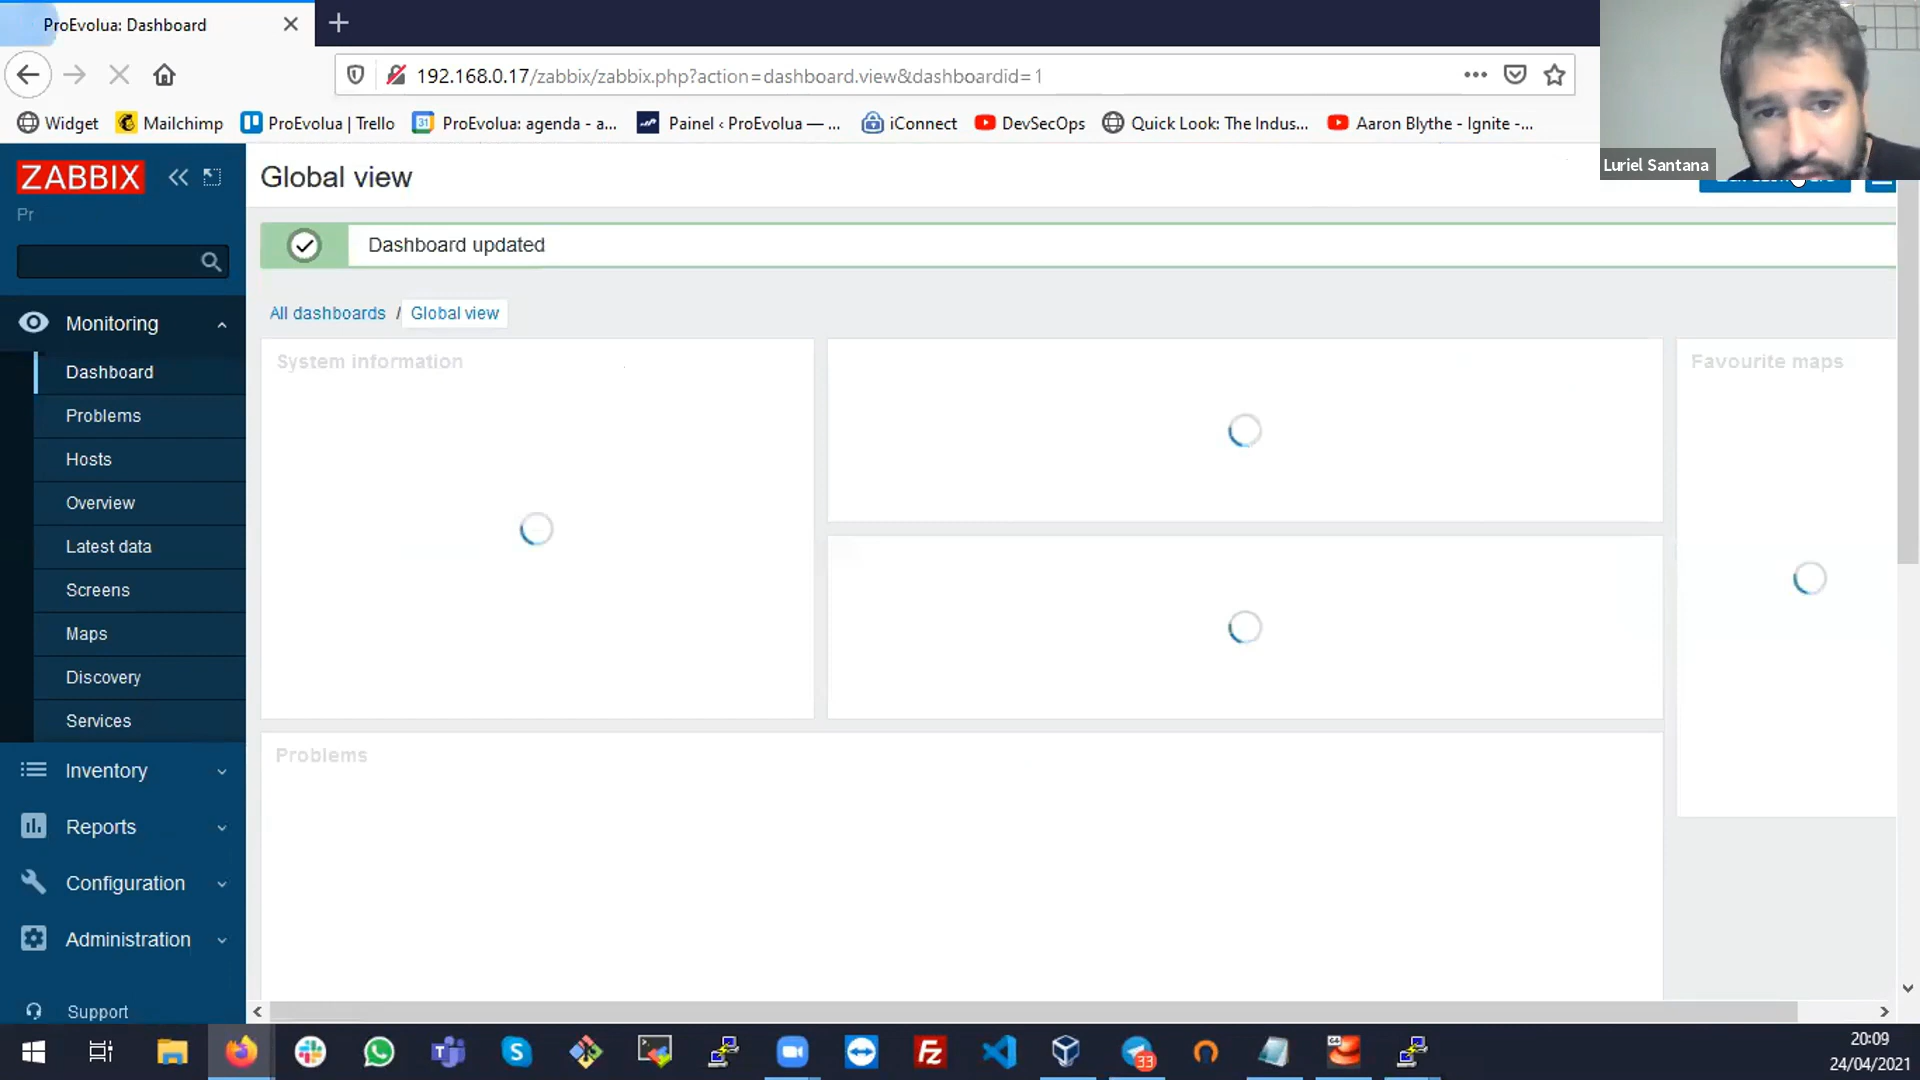 ProEvolua: Dashboard
192.168.0.17/zabbix/zabbix.php?action=dashboard.view&dashboardid=1
Widget
Mailchimp
ProEvolua | Trello
31
ProEvolua: agenda - a...
Painel ‹ ProEvolua — ...
iConnect
DevSecOps
Quick Look: The Indus...
Aaron Blythe - Ignite -...
Luriel Santana
ZABBIX
Global view
Pr
Dashboard updated
Monitoring
All dashboards / Global view
Dashboard
System information
Favourite maps
Problems
Hosts
Overview
Latest data
Screens
Maps
Discovery
Services
Problems
Inventory
Reports
Configuration
Administration
Support
33
20:09
24/04/2021